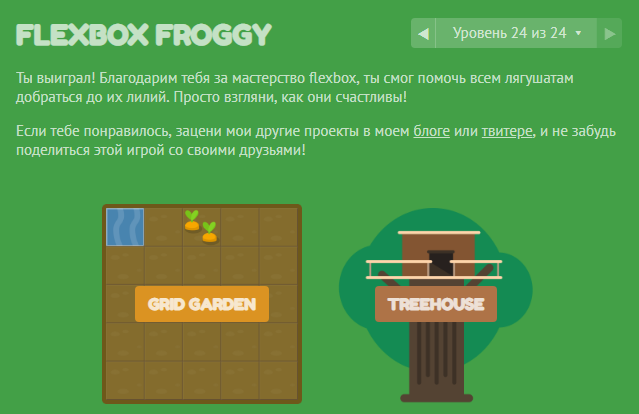 FLEXBOX FROGGY
Уровень 24 из 24
Ты выиграл! Благодарим тебя за мастерство flexbox, ты смог помочь всем лягушатам
добраться до их лилий. Просто взгляни, как они счастливы!
Если тебе понравилось, зацени мои другие проекты в моем блоге или твитере, и не забудь
поделиться этой игрой со своими друзьями!
GRID GARDEN
TREEHOUSE